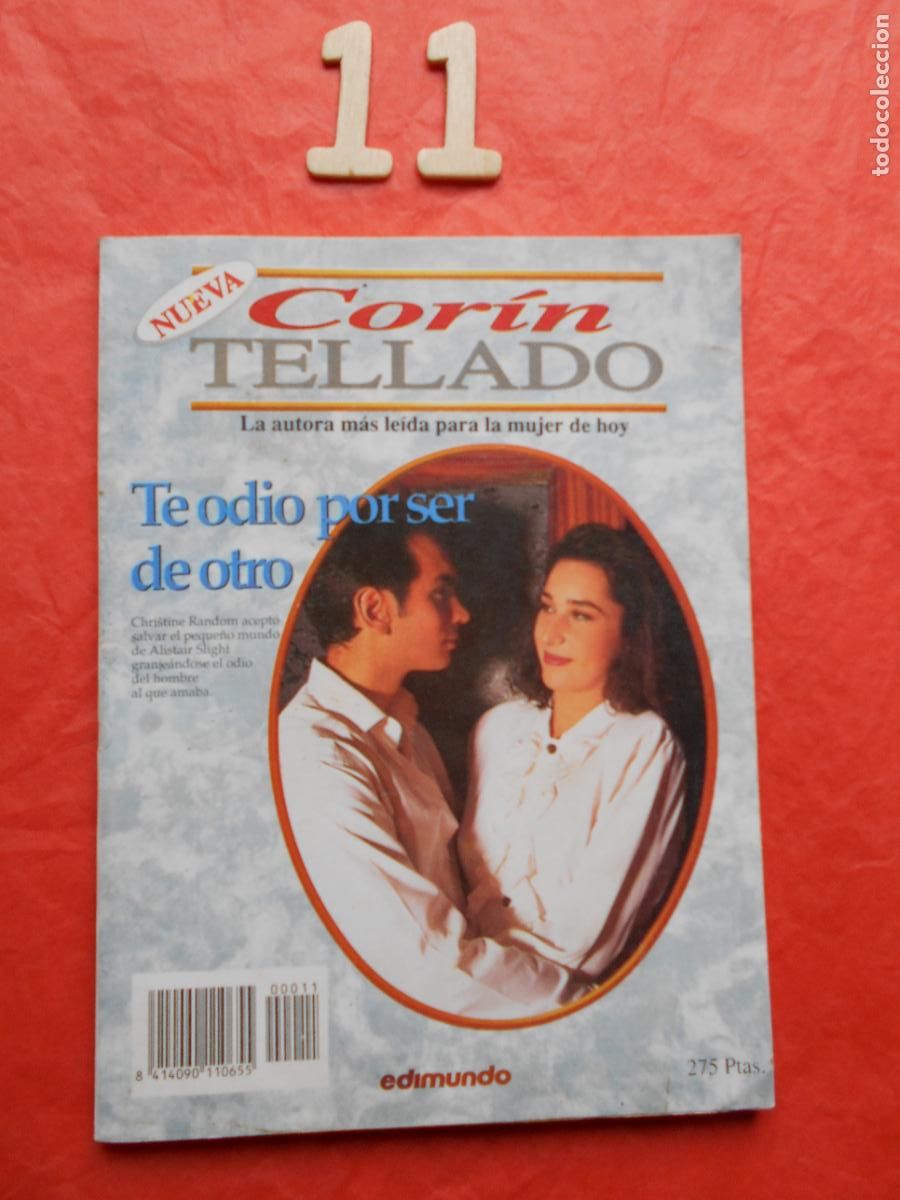 11
todocoleccion
NUEVA
Corín
TELLADO
La autora más leída para la mujer de hoy
Te odio por ser
de otro
Christine Random aceptó
salvar el pequeño mundo
de Alistair Slight
granjeándose el odio
del hombre
al que amaba.
00011
8 414090 110655
edimundo
275 Ptas.